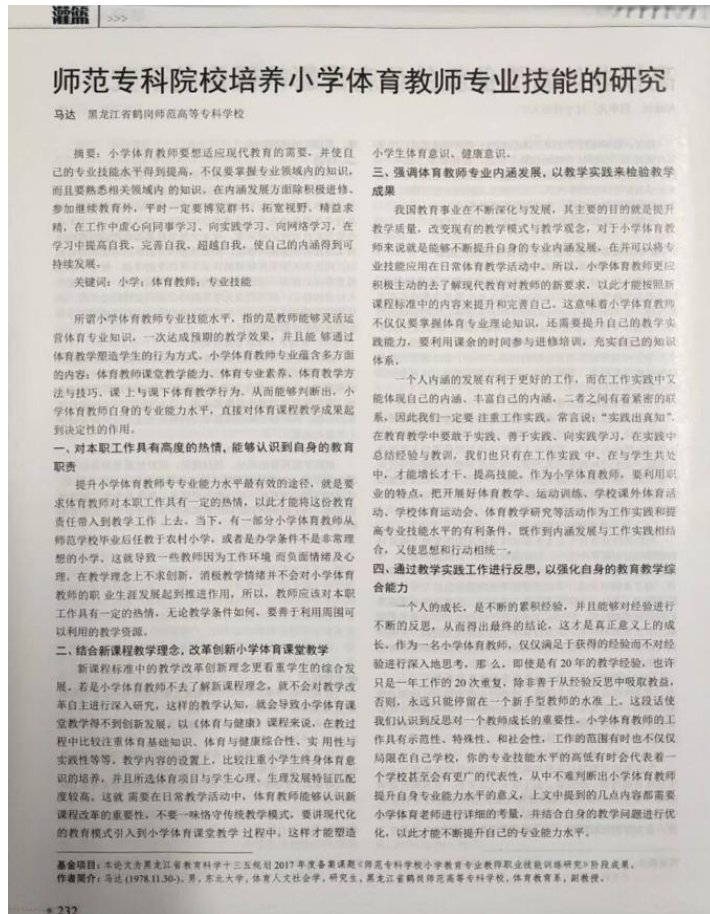 灌篮 >>>
师范专科院校培养小学体育教师专业技能的研究
马达 黑龙江省鹤岗师范高等专科学校
摘要：小学体育教师要想适应现代教育的需要，并使自
己的专业技能水平得到提高，不仅要掌握专业领域内的知识，
而且要熟悉相关领域内 的知识。在内涵发展方面除积极进修、
参加继续教育外，平时一定要博览群书、拓宽视野、精益求
精，在工作中虚心向同事学习、向实践学习、向网络学习，在
学习中提高自我、完善自我、超越自我，使自己的内涵得到可
持续发展。
关键词：小学；体育教师；专业技能
所谓小学体育教师专业技能水平，指的是教师能够灵活运
营体育专业知识，一次达成预期的教学效果，并且能 够通过
体育教学塑造学生的行为方式。小学体育教师专业蕴含多方面
的内容：体育教师课堂教学能力、体育专业素养、体育教学方
法与技巧、课 上与课下体育教学行为。从而能够判断出，小
学体育教师自身的专业能力水平，直接对体育课程教学成果起
到决定性的作用。
一、对本职工作具有高度的热情，能够认识到自身的教育
职责
提升小学体育教师专专业能力水平最有效的途径，就是要
求体育教师对本职工作具有一定的热情，以此才能将这份教育
责任带入到教学工作 上去。当下，有一部分小学体育教师从
师范学校毕业后任教于农村小学，或者是办学条件不是非常理
想的小学，这就导致一些教师因为工作环境 而负面情绪及心
理，在教学理念上不求创新，消极教学情绪并不会对小学体育
教师的职 业生涯发展起到推进作用，所以，教师应该对本职
工作具有一定的热情，无论教学条件如何，要善于利用周围可
以利用的教学资源。
二、结合新课程教学理念，改革创新小学体育课堂教学
新课程标准中的教学改革创新理念更看重学生的综合发
展，若是小学体育教师不去了解新课程理念，就不会对教学改
革自主进行深入研究，这样的教学认知，就会导致小学体育课
堂教学得不到创新发展，以《体育与健康》课程来说，在教过
程中比较注重体育基础知识、体育与健康综合性、实 用性与
实践性等等，教学内容的设置上，比较注重小学生终身体育意
识的培养，并且所选体育项目与学生心理、生理发展特征匹配
度较高。这就 需要在日常教学活动中，体育教师能够认识新
课程改革的重要性，不要一味恪守传统教学模式，要讲现代化
的教育模式引入到小学体育课堂教学 过程中，这样才能塑造
小学生体育意识、健康意识。
三、强调体育教师专业内涵发展，以教学实践来检验教学
成果
我国教育事业在不断深化与发展，其主要的目的就是提升
教学质量，改变现有的教学模式与教学观念，对于小学体育教
师来说就是能够不断提升自身的专业内涵发展，在并可以将专
业技能应用在日常体育教学活动中。所以，小学体育教师更应
积极主动的去了解现代教育对教师的新要求，以此才能按照新
课程标准中的内容来提升和完善自己。这意味着小学体育教师
不仅仅要掌握体育专业理论知识，还需要提升自己的教学实
践能力，要利用课余的时间参与进修培训，充实自己的知识
体系。
一个人内涵的发展有利于更好的工作，而在工作实践中又
能体现自己的内涵、丰富自己的内涵，二者之间有着紧密的联
系，因此我们一定要 注重工作实践。常言说：“实践出真知”，
在教育教学中要敢于实践、善于实践、向实践学习，在实践中
总结经验与教训，我们也只有在工作实践 中、在与学生共处
中，才能增长才干、提高技能。作为小学体育教师，要利用职
业的特点，把开展好体育教学、运动训练、学校课外体育活
动、学校体育运动会、体育教学研究等活动作为工作实践和提
高专业技能水平的有利条件，既作到内涵发展与工作实践相结
合，又使思想和行动相统一。
四、通过教学实践工作进行反思，以强化自身的教育教学综
合能力
一个人的成长，是不断的累积经验，并且能够对经验进行
不断的反思，从而得出最终的结论，这才是真正意义上的成
长。作为一名小学体育教师，仅仅满足于获得的经验而不对经
验进行深入地思考，那 么，即使是有 20 年的教学经验，也许
只是一年工作的 20 次重复，除非善于从经验反思中吸取教益，
否则，永远只能停留在一个新手型教师的水准 上。这段话使
我们认识到反思对一个教师成长的重要性。小学体育教师的工
作具有示范性、特殊性、和社会性，工作的范围有时也不仅仅
局限在自己学校，你的专业技能水平的高低有时会代表着一
个学校甚至会有更广的代表性，从中不难判断出小学体育教师
提升自身专业能力水平的意义，上文中提到的几点内容都需要
小学体育老师进行详细的考量，并结合自身的教学问题进行优
化，以此才能不断提升自己的专业能力水平。
基金项目：本论文为黑龙江省教育科学十三五规划 2017 年度备案课题《师范专科学校小学教育专业教师职业技能训练研究》阶段成果。
作者简介：马达（1978.11.30-），男，东北大学，体育人文社会学，研究生，黑龙江省鹤岗师范高等专科学校，体育教育系，副教授。
232